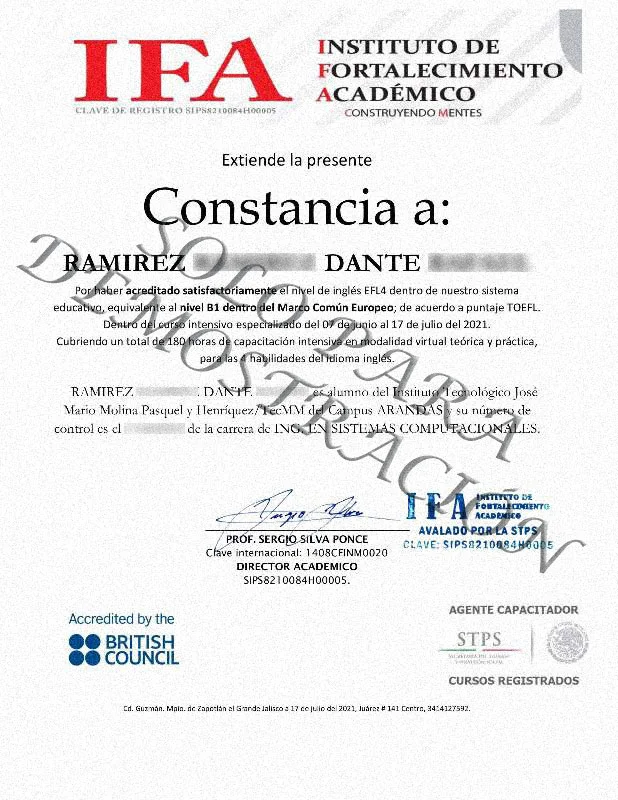 IFA
CLAVE DE REGISTRO SIPS8210084H00005
INSTITUTO DE
FORTALECIMIENTO
ACADÉMICO
CONSTRUYENDO MENTES
Extiende la presente
Constancia a:
RAMIREZ DANTE
Por haber acreditado satisfactoriamente el nivel de inglés EFL4 dentro de nuestro sistema
educativo, equivalente al nivel B1 dentro del Marco Común Europeo; de acuerdo a puntaje TOEFL.
Dentro del curso intensivo especializado del 07 de junio al 17 de julio del 2021.
Cubriendo un total de 180 horas de capacitación intensiva en modalidad virtual teórica y práctica,
para las 4 habilidades del idioma inglés.
RAMIREZ . DANTE es alumno del Instituto Tecnológico José
Mario Molina Pasquel y Henríquez/TecMM del Campus ARANDAS y su número de
control es el de la carrera de ING. EN SISTEMAS COMPUTACIONALES.
SOLO PARA
DEMOSTRACIÓN
PROF. SERGIO SILVA PONCE
Clave internacional: 1408CFINM0020
DIRECTOR ACADEMICO
SIPS8210084H00005.
IFA INSTITUTO DE
FORTALECIMIENTO
ACADÉMICO
AVALADO POR LA STPS
CLAVE: SIPS8210084H0005
Accredited by the
BRITISH
COUNCIL
AGENTE CAPACITADOR
STPS
SECRETARÍA DEL TRABAJO
Y PREVISIÓN SOCIAL
CURSOS REGISTRADOS
Cd. Guzmán. Mpio. de Zapotlán el Grande Jalisco a 17 de julio del 2021, Juárez # 141 Centro, 3414127592.